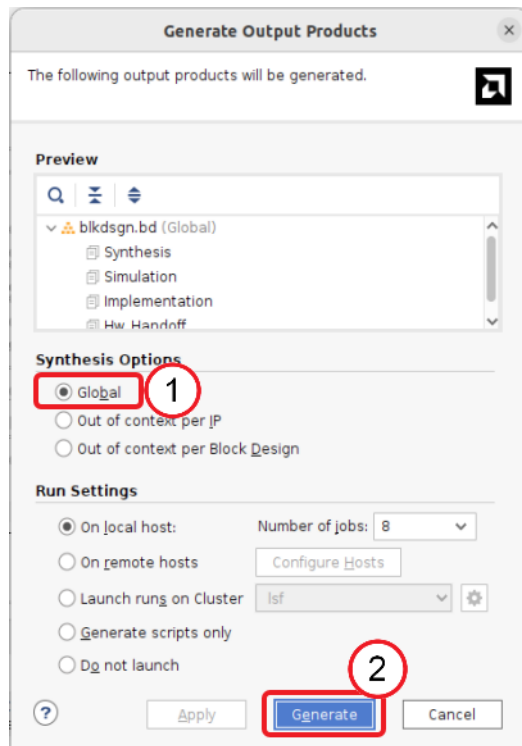 Generate Output Products
The following output products will be generated.
Preview
blkdsgn.bd (Global)
Synthesis
Simulation
Implementation
Hw_Handoff
Synthesis Options
Global 1
Out of context per IP
Out of context per Block Design
Run Settings
On local host: Number of jobs: 8
On remote hosts Configure Hosts
Launch runs on Cluster lsf
Generate scripts only
Do not launch
2
? Apply Generate Cancel